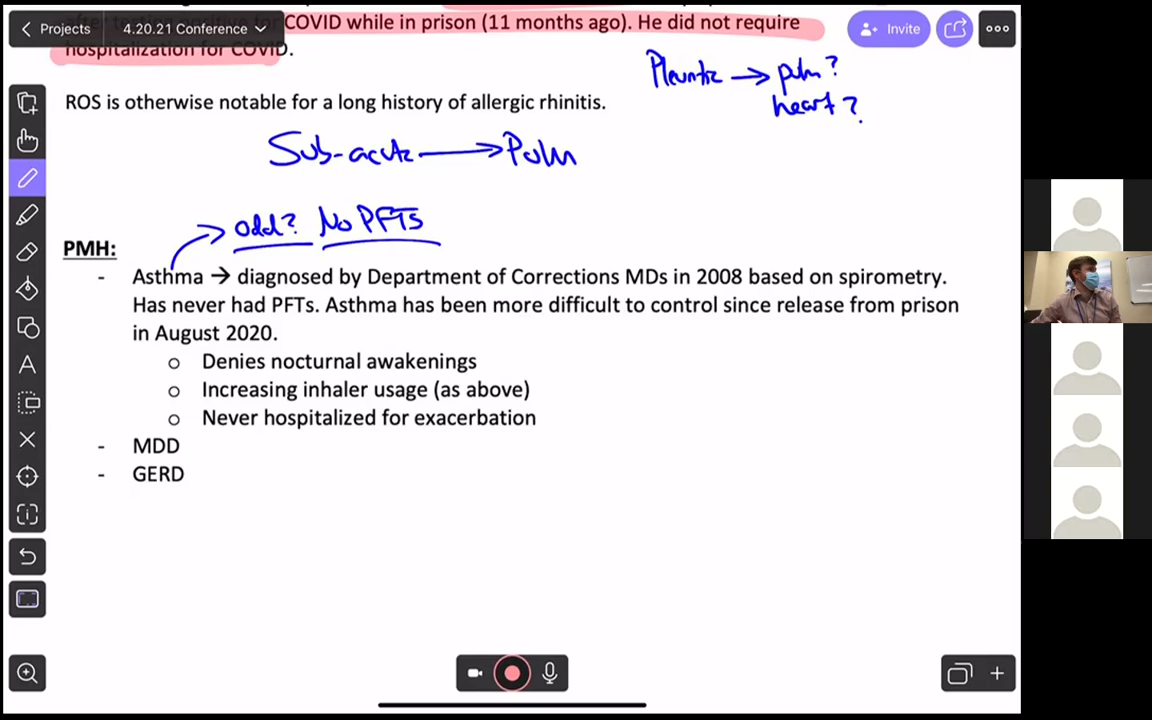 Projects
4.20.21 Conference
COVID while in prison (11 months ago). He did not require
hospitalization for COVID.
Invite
Pleuritic → pulm?
heart?
ROS is otherwise notable for a long history of allergic rhinitis.
Sub-acute → Pulm
odd? No PFTs
PMH:
- Asthma → diagnosed by Department of Corrections MDs in 2008 based on spirometry.
Has never had PFTs. Asthma has been more difficult to control since release from prison
in August 2020.
o Denies nocturnal awakenings
o Increasing inhaler usage (as above)
o Never hospitalized for exacerbation
- MDD
- GERD